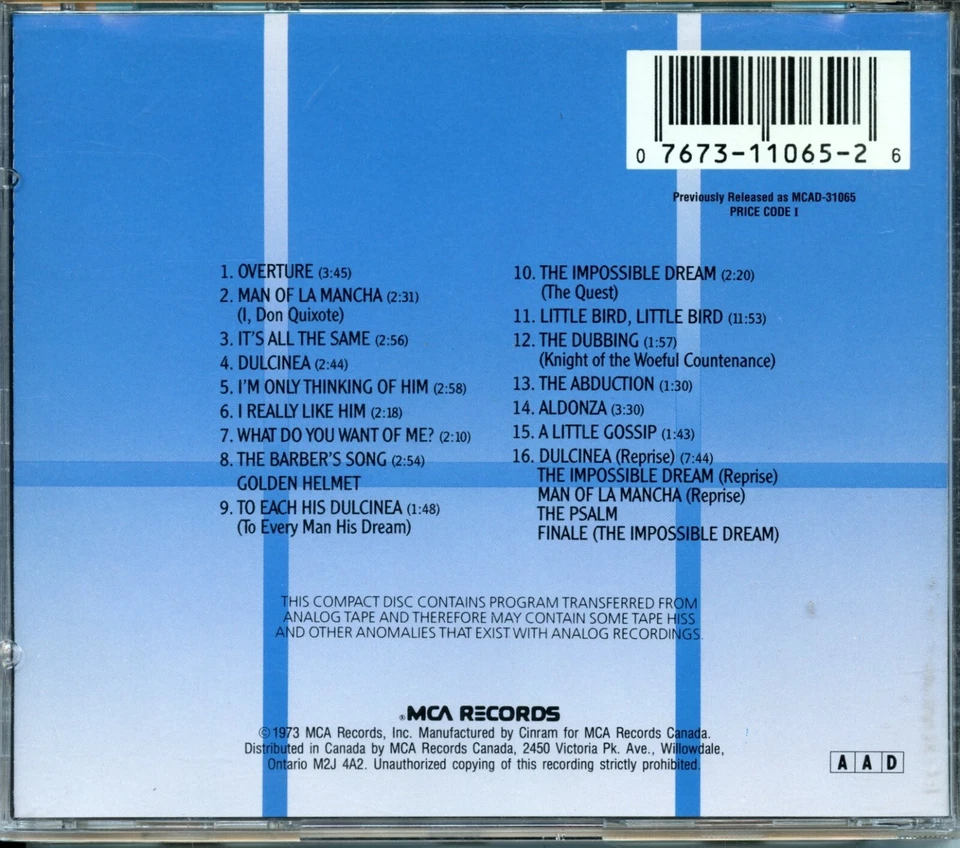 0 7673-11065-2 6
Previously Released as MCAD-31065
PRICE CODE I
1. OVERTURE (3:45)
2. MAN OF LA MANCHA (2:31)
(I, Don Quixote)
3. IT'S ALL THE SAME (2:56)
4. DULCINEA (2:44)
5. I'M ONLY THINKING OF HIM (2:58)
6. I REALLY LIKE HIM (2:18)
7. WHAT DO YOU WANT OF ME? (2:10)
8. THE BARBER'S SONG (2:54)
GOLDEN HELMET
9. TO EACH HIS DULCINEA (1:48)
(To Every Man His Dream)
10. THE IMPOSSIBLE DREAM (2:20)
(The Quest)
11. LITTLE BIRD, LITTLE BIRD (11:53)
12. THE DUBBING (1:57)
(Knight of the Woeful Countenance)
13. THE ABDUCTION (1:30)
14. ALDONZA (3:30)
15. A LITTLE GOSSIP (1:43)
16. DULCINEA (Reprise) (7:44)
THE IMPOSSIBLE DREAM (Reprise)
MAN OF LA MANCHA (Reprise)
THE PSALM
FINALE (THE IMPOSSIBLE DREAM)
THIS COMPACT DISC CONTAINS PROGRAM TRANSFERRED FROM
ANALOG TAPE AND THEREFORE MAY CONTAIN SOME TAPE HISS
AND OTHER ANOMALIES THAT EXIST WITH ANALOG RECORDINGS.
®MCA RECORDS
©1973 MCA Records, Inc. Manufactured by Cinram for MCA Records Canada.
Distributed in Canada by MCA Records Canada, 2450 Victoria Pk. Ave., Willowdale,
Ontario M2J 4A2. Unauthorized copying of this recording strictly prohibited.
A A D